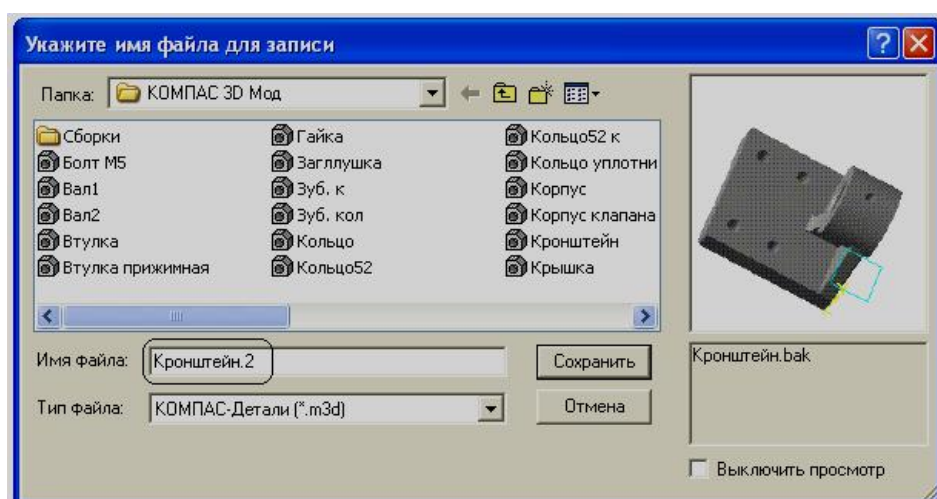 Укажите имя файла для записи
Папка: КОМПАС 3D Мод
Сборки Гайка Кольцо52 к
Болт М5 Загллушка Кольцо уплотни
Вал1 Зуб. к Корпус
Вал2 Зуб. кол Корпус клапана
Втулка Кольцо Кронштейн
Втулка прижимная Кольцо52 Крышка
Имя файла: Кронштейн.2 Сохранить Кронштейн.bak
Тип файла: КОМПАС-Детали (*.m3d) Отмена
Выключить просмотр